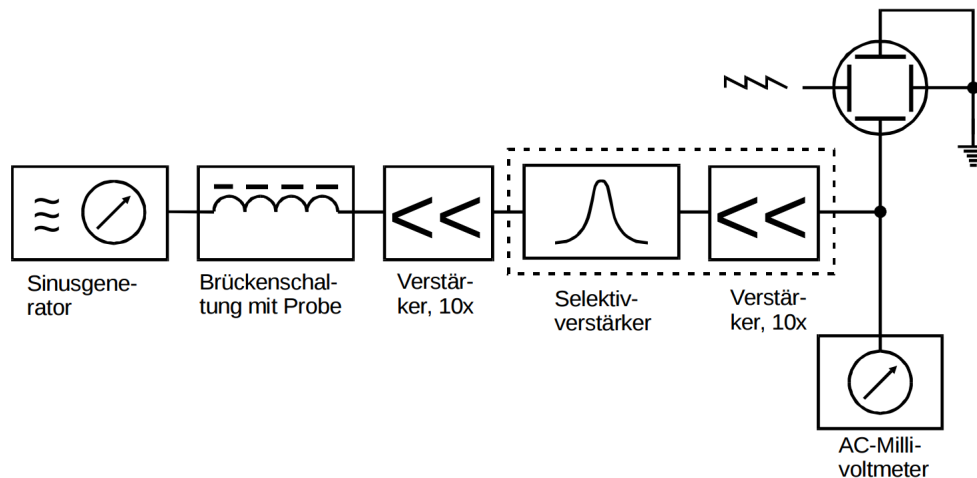 Sinusgene-
rator
Brückenschal-
tung mit Probe
Verstär-
ker, 10x
Selektiv-
verstärker
Verstär-
ker, 10x
AC-Milli-
voltmeter